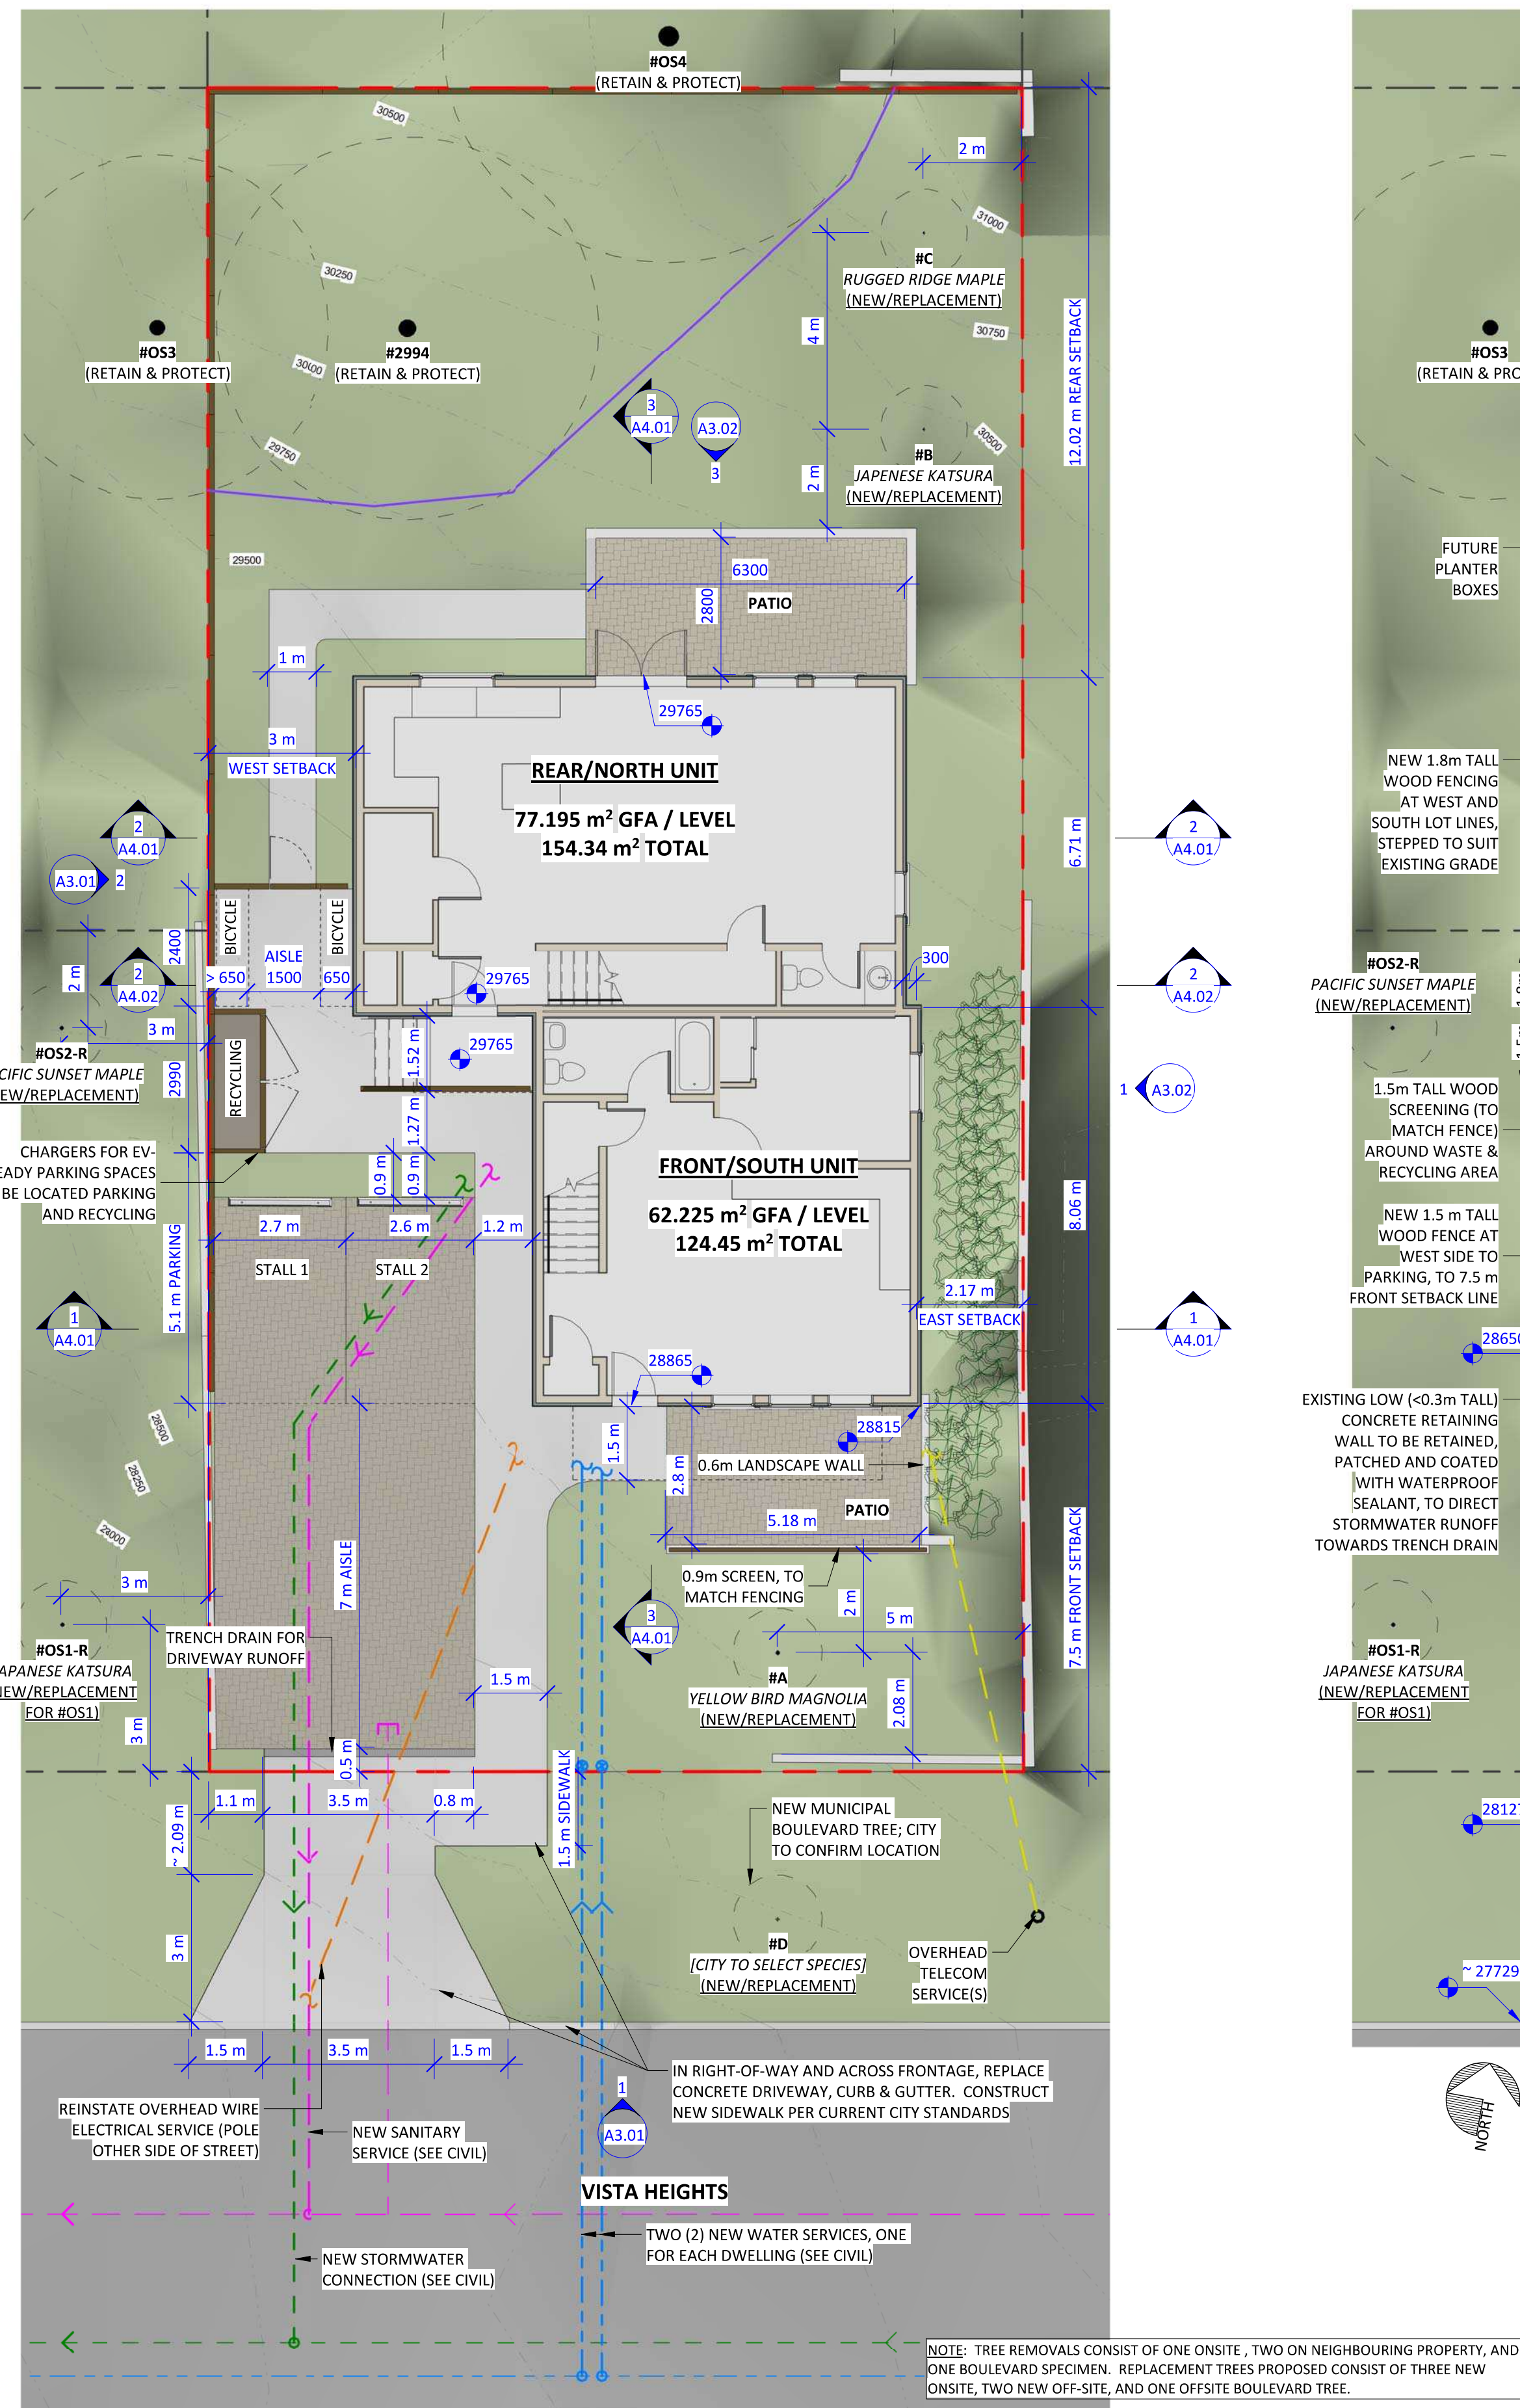 #OS4
(RETAIN & PROTECT)
30500
2 m
31000
#C
RUGGED RIDGE MAPLE
(NEW/REPLACEMENT)
30250
30750
4 m
12.02 m REAR SETBACK
#OS3
(RETAIN & PROTECT)
#2994
(RETAIN & PROTECT)
#OS3
(RETAIN & PRO
3
A4.01
A3.02
3
29750
30500
#B
JAPENESE KATSURA
(NEW/REPLACEMENT)
2 m
29500
FUTURE
PLANTER
BOXES
6300
2800
PATIO
1 m
29765
3 m
WEST SETBACK
REAR/NORTH UNIT
77.195 m² GFA / LEVEL
154.34 m² TOTAL
NEW 1.8m TALL
WOOD FENCING
AT WEST AND
SOUTH LOT LINES,
STEPPED TO SUIT
EXISTING GRADE
2
A4.01
2
A4.01
6.71 m
A3.01
2
BICYCLE
BICYCLE
AISLE
> 650
1500
650
2400
2 m
2
A4.02
2
A4.02
29765
300
3 m
#OS2-R
CIFIC SUNSET MAPLE
EW/REPLACEMENT)
#OS2-R
PACIFIC SUNSET MAPLE
(NEW/REPLACEMENT)
RECYCLING
2990
1.52 m
29765
1.27 m
1
A3.02
1.5m TALL WOOD
SCREENING (TO
MATCH FENCE)
AROUND WASTE &
RECYCLING AREA
CHARGERS FOR EV-
EADY PARKING SPACES
BE LOCATED PARKING
AND RECYCLING
0.9 m
0.9 m
FRONT/SOUTH UNIT
62.225 m² GFA / LEVEL
124.45 m² TOTAL
8.06 m
2.7 m
2.6 m
1.2 m
STALL 1
STALL 2
5.1 m PARKING
NEW 1.5 m TALL
WOOD FENCE AT
WEST SIDE TO
PARKING, TO 7.5 m
FRONT SETBACK LINE
2.17 m
EAST SETBACK
1
A4.01
1
A4.01
28650
28865
28815
EXISTING LOW (<0.3m TALL)
CONCRETE RETAINING
WALL TO BE RETAINED,
PATCHED AND COATED
WITH WATERPROOF
SEALANT, TO DIRECT
STORMWATER RUNOFF
TOWARDS TRENCH DRAIN
28500
28250
28000
1.5 m
2.8 m
0.6m LANDSCAPE WALL
PATIO
5.18 m
7 m AISLE
0.9m SCREEN, TO
MATCH FENCING
3 m
3
A4.01
2 m
5 m
7.5 m FRONT SETBACK
TRENCH DRAIN FOR
DRIVEWAY RUNOFF
#OS1-R
APANESE KATSURA
NEW/REPLACEMENT
FOR #OS1)
#OS1-R
JAPANESE KATSURA
(NEW/REPLACEMENT
FOR #OS1)
3 m
1.5 m
#A
YELLOW BIRD MAGNOLIA
(NEW/REPLACEMENT)
2.08 m
0.5 m
1.1 m
3.5 m
0.8 m
1.5 m SIDEWALK
~ 2.09 m
NEW MUNICIPAL
BOULEVARD TREE; CITY
TO CONFIRM LOCATION
28127
3 m
#D
[CITY TO SELECT SPECIES]
(NEW/REPLACEMENT)
OVERHEAD
TELECOM
SERVICE(S)
~ 27729
1.5 m
3.5 m
1.5 m
IN RIGHT-OF-WAY AND ACROSS FRONTAGE, REPLACE
CONCRETE DRIVEWAY, CURB & GUTTER. CONSTRUCT
NEW SIDEWALK PER CURRENT CITY STANDARDS
NORTH
REINSTATE OVERHEAD WIRE
ELECTRICAL SERVICE (POLE
OTHER SIDE OF STREET)
NEW SANITARY
SERVICE (SEE CIVIL)
1
A3.01
VISTA HEIGHTS
TWO (2) NEW WATER SERVICES, ONE
FOR EACH DWELLING (SEE CIVIL)
NEW STORMWATER
CONNECTION (SEE CIVIL)
NOTE: TREE REMOVALS CONSIST OF ONE ONSITE , TWO ON NEIGHBOURING PROPERTY, AND
ONE BOULEVARD SPECIMEN. REPLACEMENT TREES PROPOSED CONSIST OF THREE NEW
ONSITE, TWO NEW OFF-SITE, AND ONE OFFSITE BOULEVARD TREE.